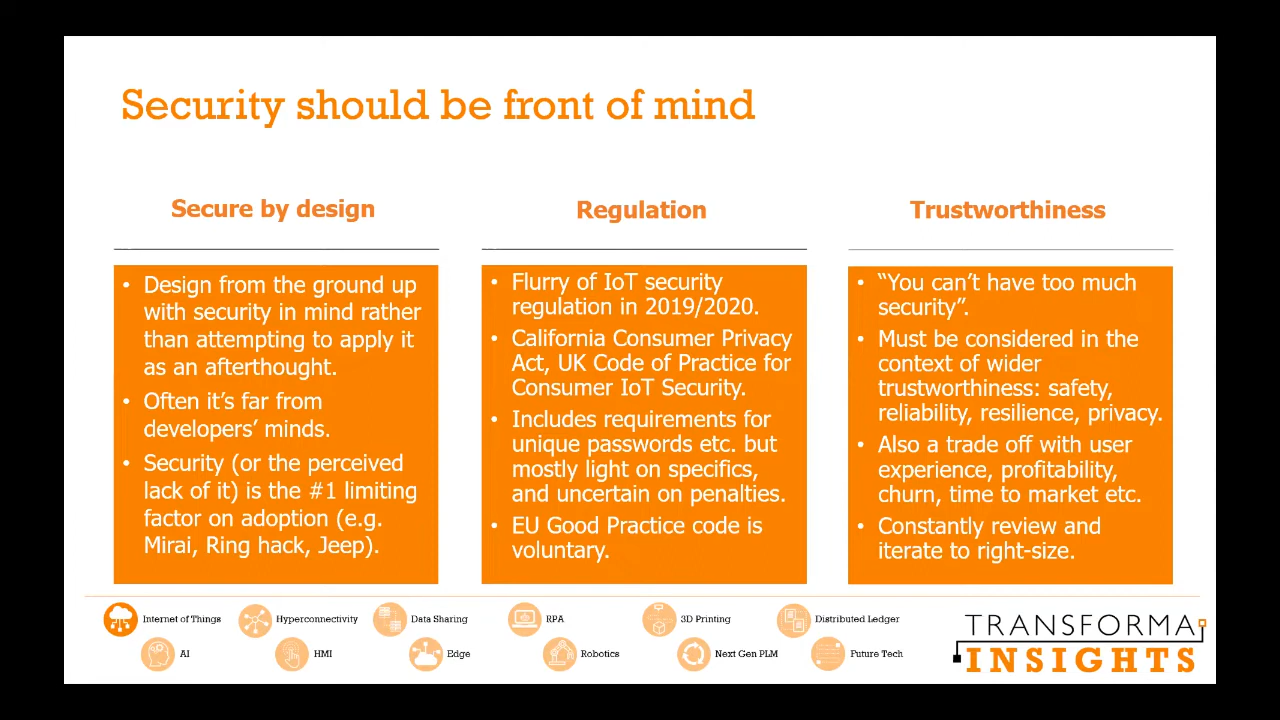 Security should be front of mind
Secure by design
• Design from the ground up
with security in mind rather
than attempting to apply it
as an afterthought.
• Often it’s far from
developers’ minds.
• Security (or the perceived
lack of it) is the #1 limiting
factor on adoption (e.g.
Mirai, Ring hack, Jeep).
Regulation
• Flurry of IoT security
regulation in 2019/2020.
• California Consumer Privacy
Act, UK Code of Practice for
Consumer IoT Security.
• Includes requirements for
unique passwords etc. but
mostly light on specifics,
and uncertain on penalties.
• EU Good Practice code is
voluntary.
Trustworthiness
• “You can’t have too much
security”.
• Must be considered in the
context of wider
trustworthiness: safety,
reliability, resilience, privacy.
• Also a trade off with user
experience, profitability,
churn, time to market etc.
• Constantly review and
iterate to right-size.
Internet of Things
Hyperconnectivity
Data Sharing
RPA
3D Printing
Distributed Ledger
AI
HMI
Edge
Robotics
Next Gen PLM
Future Tech
TRANSFORMA
INSIGHTS